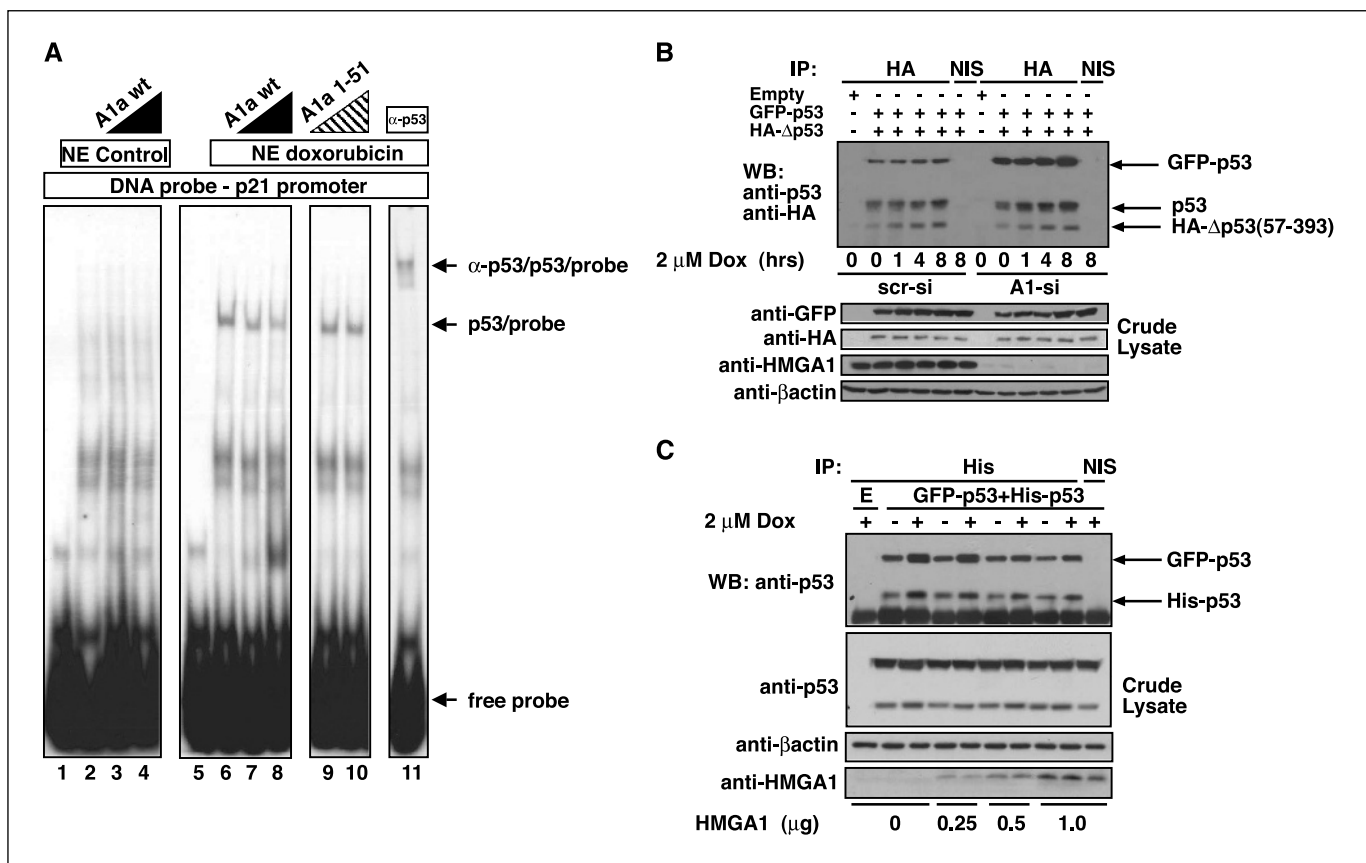 A
A1a wt
A1a wt
A1a 1-51
α-p53
NE Control
NE doxorubicin
DNA probe - p21 promoter
α-p53/p53/probe
p53/probe
free probe
1 2 3 4 5 6 7 8 9 10 11
B
IP: HA NIS HA NIS
Empty + - - - - - + - - - - -
GFP-p53 - + + + + + - + + + + +
HA-Δp53 - + + + + + - + + + + +
WB:
anti-p53
anti-HA
GFP-p53
p53
HA-Δp53(57-393)
2 μM Dox (hrs) 0 0 1 4 8 8 0 0 1 4 8 8
scr-si A1-si
anti-GFP
anti-HA
anti-HMGA1
anti-βactin
Crude
Lysate
C
IP: His NIS
E GFP-p53+His-p53
2 μM Dox + - + - + - + - + +
WB: anti-p53
GFP-p53
His-p53
anti-p53
Crude
Lysate
anti-βactin
anti-HMGA1
HMGA1 (μg) 0 0.25 0.5 1.0